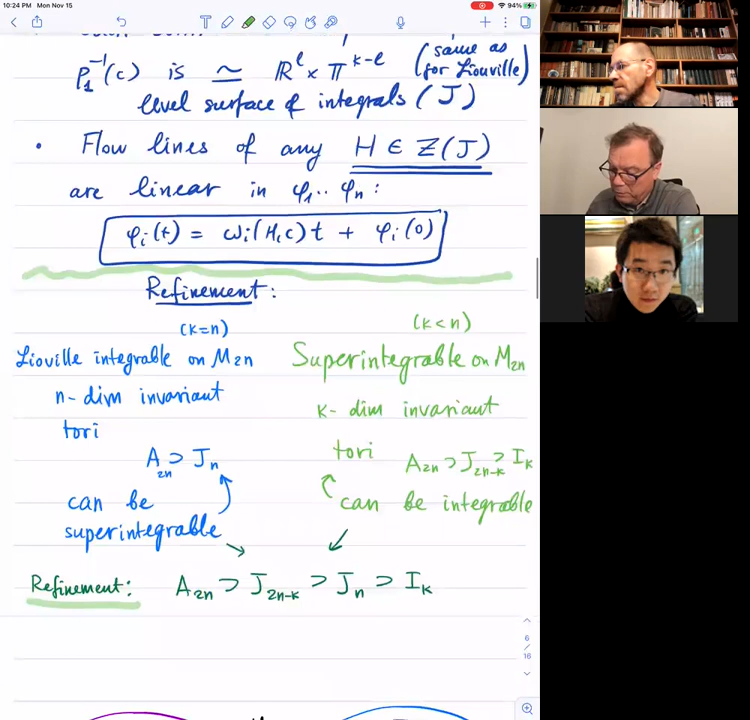 10:24 PM Mon Nov 15
94%
P₁⁻¹(c) is ≃ ℝ^ℓ × 𝕋^(k-ℓ) (same as for Liouville)
level surface of integrals (J)
• Flow lines of any H ∈ Z(J)
are linear in φ₁..φₙ :
φᵢ(t) = ωᵢ(H,c)t + φᵢ(0)
Refinement:
(k=n)
Lioville integrable on M₂ₙ
n-dim invariant
tori
A₂ₙ ⊃ Jₙ
can be
superintegrable
(k<n)
Superintegrable on M₂ₙ
k-dim invariant
tori A₂ₙ ⊃ J₂ₙ₋ₖ ⊃ Iₖ
can be integrable
Refinement: A₂ₙ ⊃ J₂ₙ₋ₖ ⊃ Jₙ ⊃ Iₖ
6
/
16